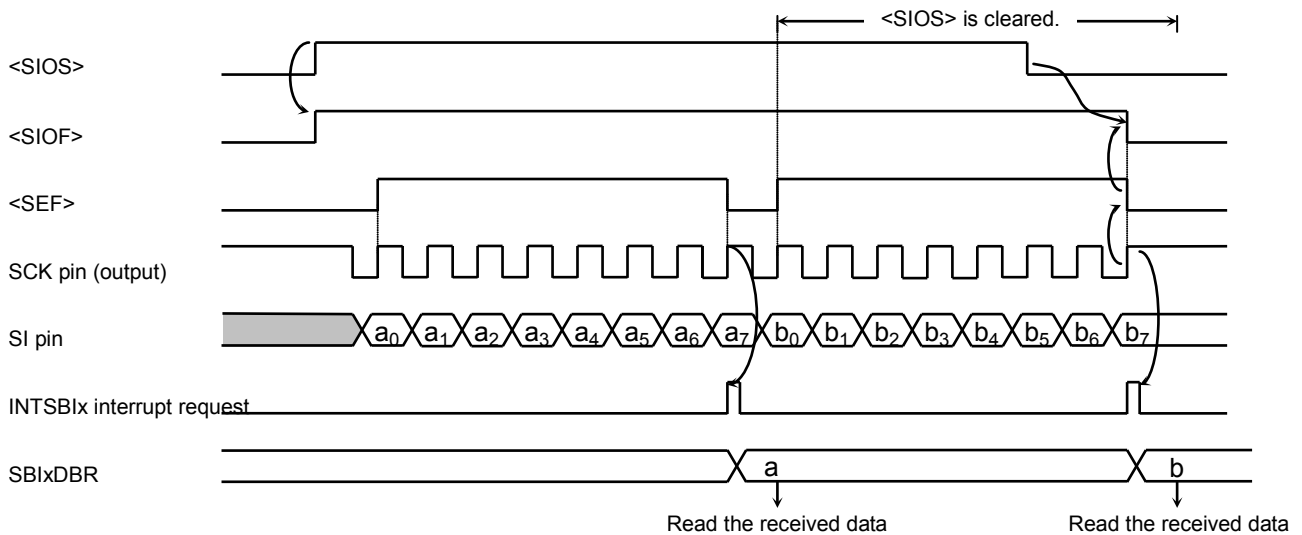 <SIOS> is cleared.
<SIOS>
<SIOF>
<SEF>
SCK pin (output)
SI pin
a0 a1 a2 a3 a4 a5 a6 a7 b0 b1 b2 b3 b4 b5 b6 b7
INTSBIx interrupt request
SBIxDBR
a b
Read the received data Read the received data